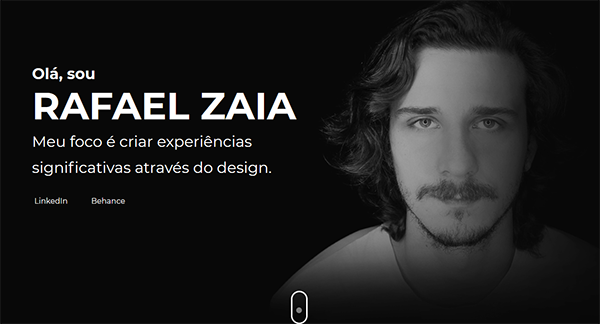 Olá, sou
RAFAEL ZAIA
Meu foco é criar experiências
significativas através do design.
LinkedIn Behance